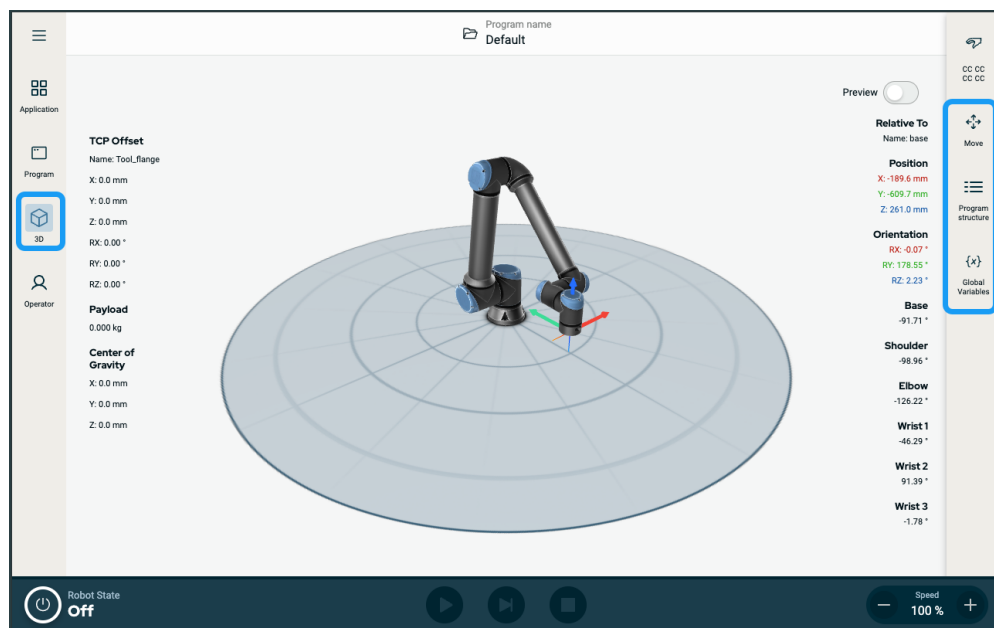 Program name
Default
Application
Program
3D
Operator
TCP Offset
Name: Tool_flange
X: 0.0 mm
Y: 0.0 mm
Z: 0.0 mm
RX: 0.00 °
RY: 0.00 °
RZ: 0.00 °
Payload
0.000 kg
Center of
Gravity
X: 0.0 mm
Y: 0.0 mm
Z: 0.0 mm
Preview
Relative To
Name: base
Position
X: -189.6 mm
Y: -609.7 mm
Z: 261.0 mm
Orientation
RX: -0.07 °
RY: 178.55 °
RZ: 2.23 °
Base
-91.71 °
Shoulder
-98.96 °
Elbow
-126.22 °
Wrist 1
-46.29 °
Wrist 2
91.39 °
Wrist 3
-1.78 °
CC CC
CC CC
Move
Program
structure
{x}
Global
Variables
Robot State
Off
Speed
100 %